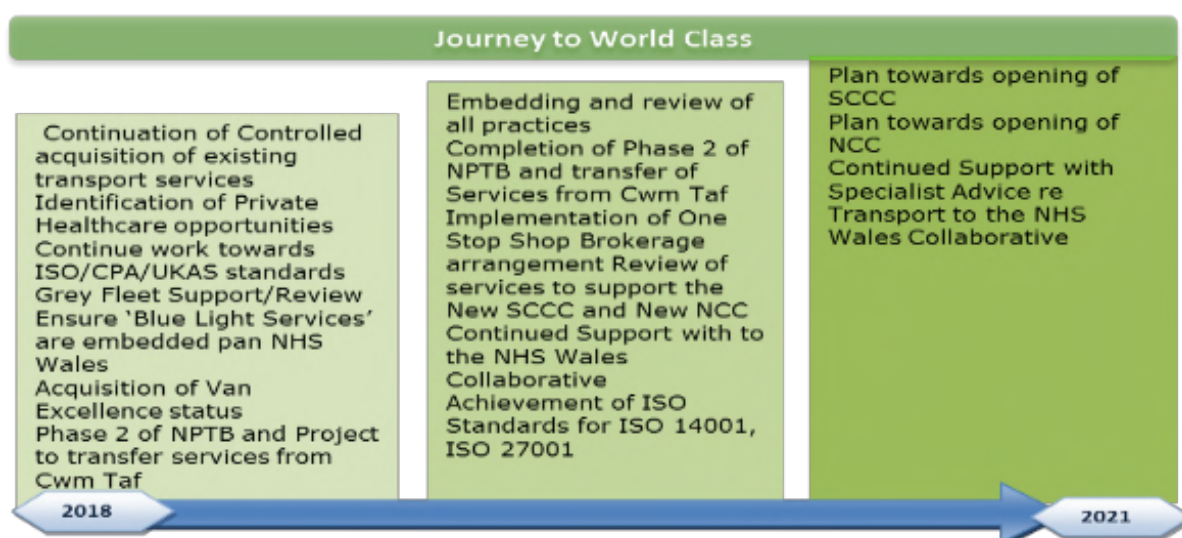 Journey to World Class
Continuation of Controlled
acquisition of existing
transport services
Identification of Private
Healthcare opportunities
Continue work towards
ISO/CPA/UKAS standards
Grey Fleet Support/Review
Ensure ‘Blue Light Services’
are embedded pan NHS
Wales
Acquisition of Van
Excellence status
Phase 2 of NPTB and Project
to transfer services from
Cwm Taf
Embedding and review of
all practices
Completion of Phase 2 of
NPTB and transfer of
Services from Cwm Taf
Implementation of One
Stop Shop Brokerage
arrangement Review of
services to support the
New SCCC and New NCC
Continued Support with to
the NHS Wales
Collaborative
Achievement of ISO
Standards for ISO 14001,
ISO 27001
Plan towards opening of
SCCC
Plan towards opening of
NCC
Continued Support with
Specialist Advice re
Transport to the NHS
Wales Collaborative
2018
2021